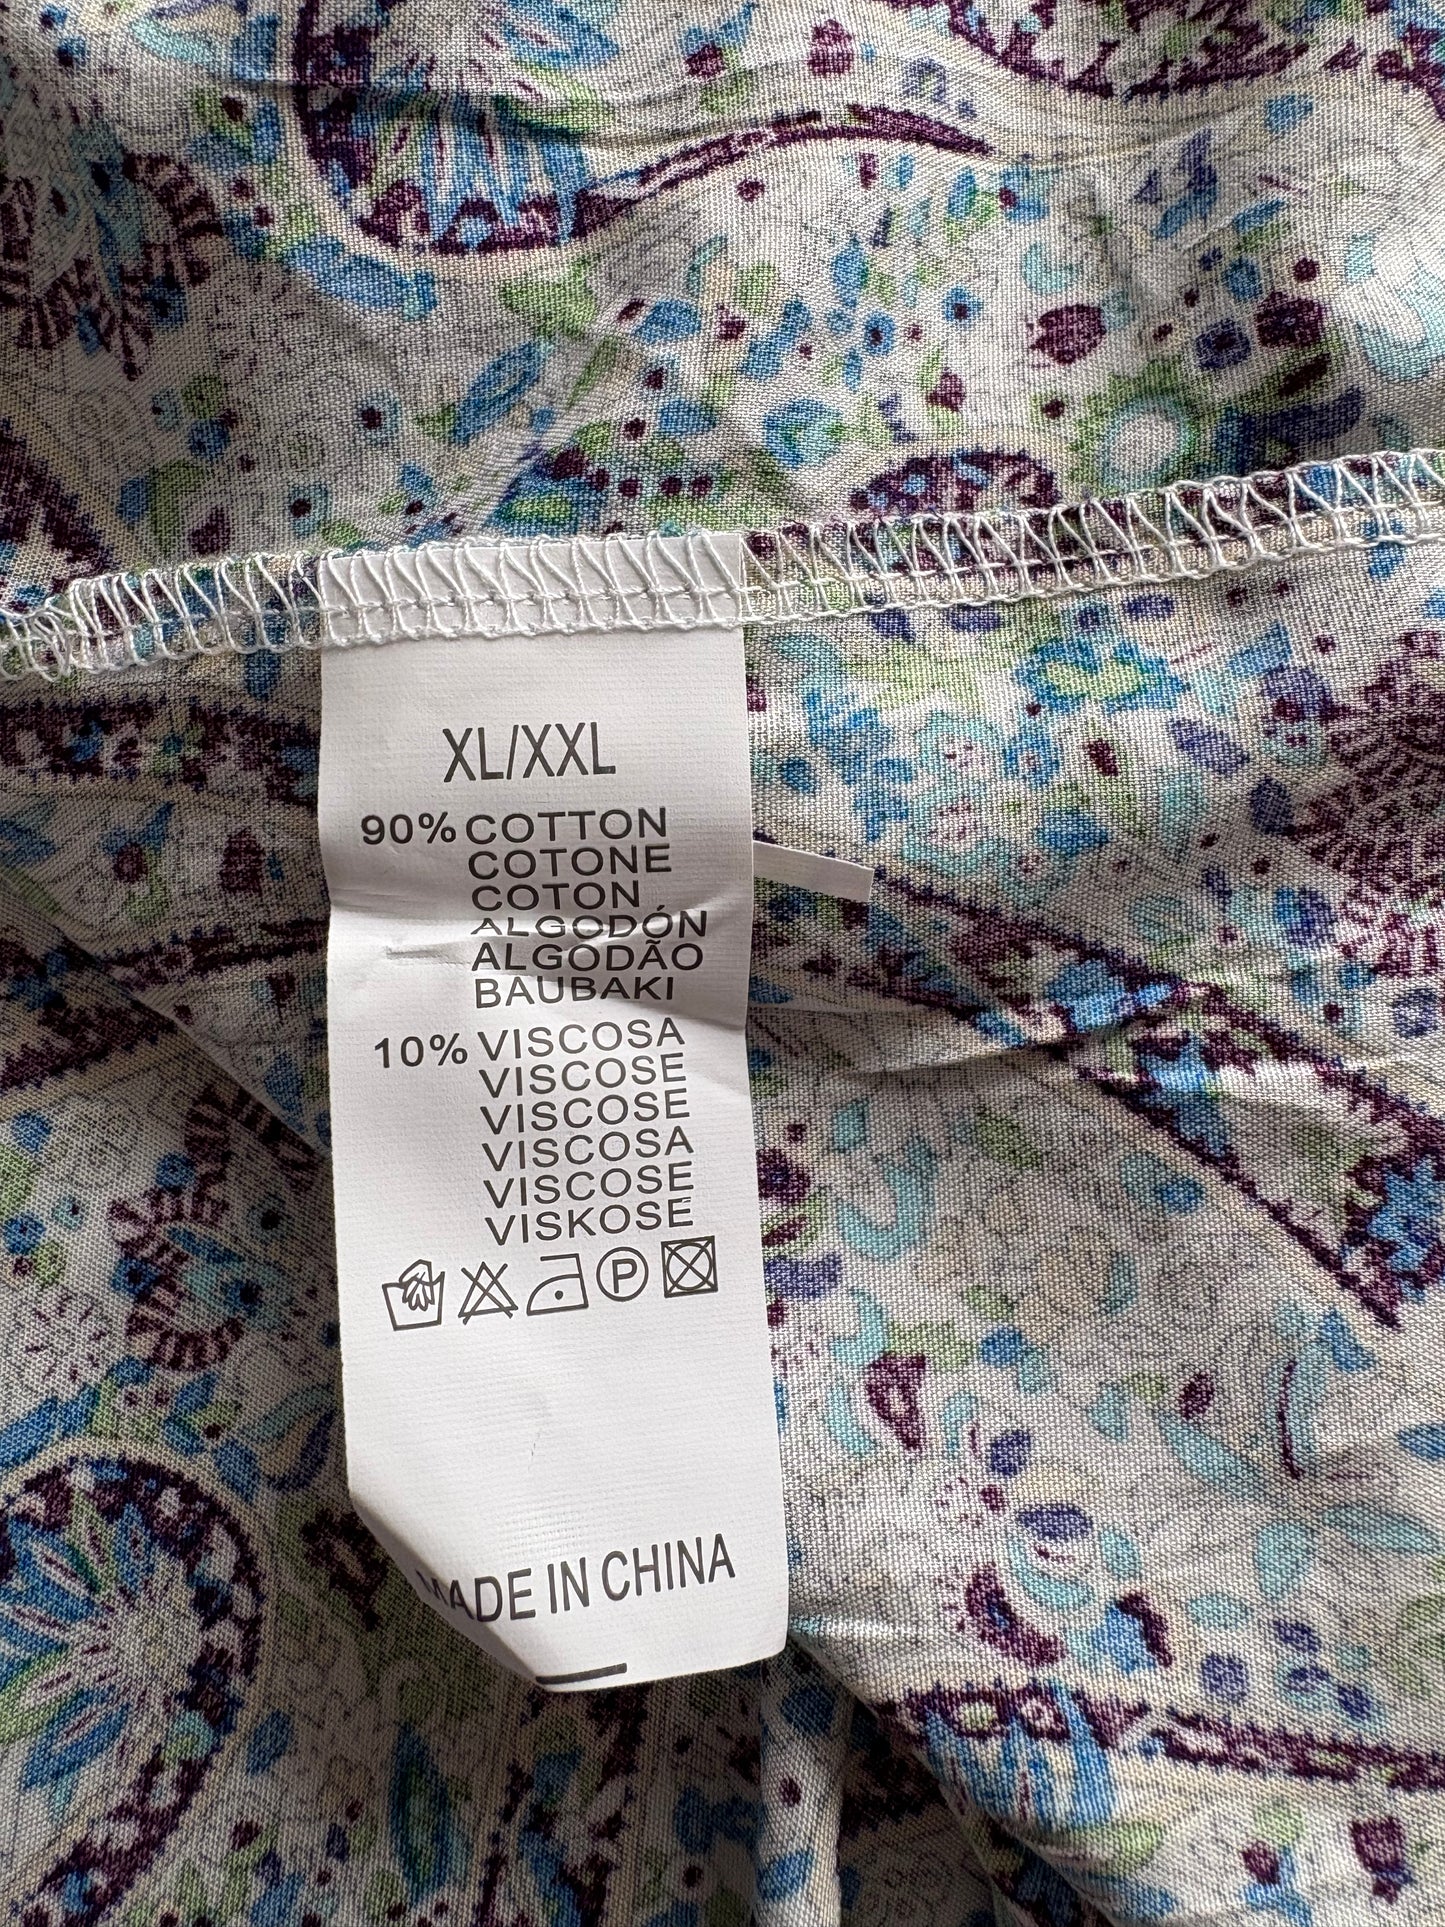 XL/XXL
90% COTTON
COTONE
COTON
ALGODÓN
ALGODÃO
BAUBAKI
10% VISCOSA
VISCOSE
VISCOSE
VISCOSA
VISCOSE
VISKOSE
P
MADE IN CHINA